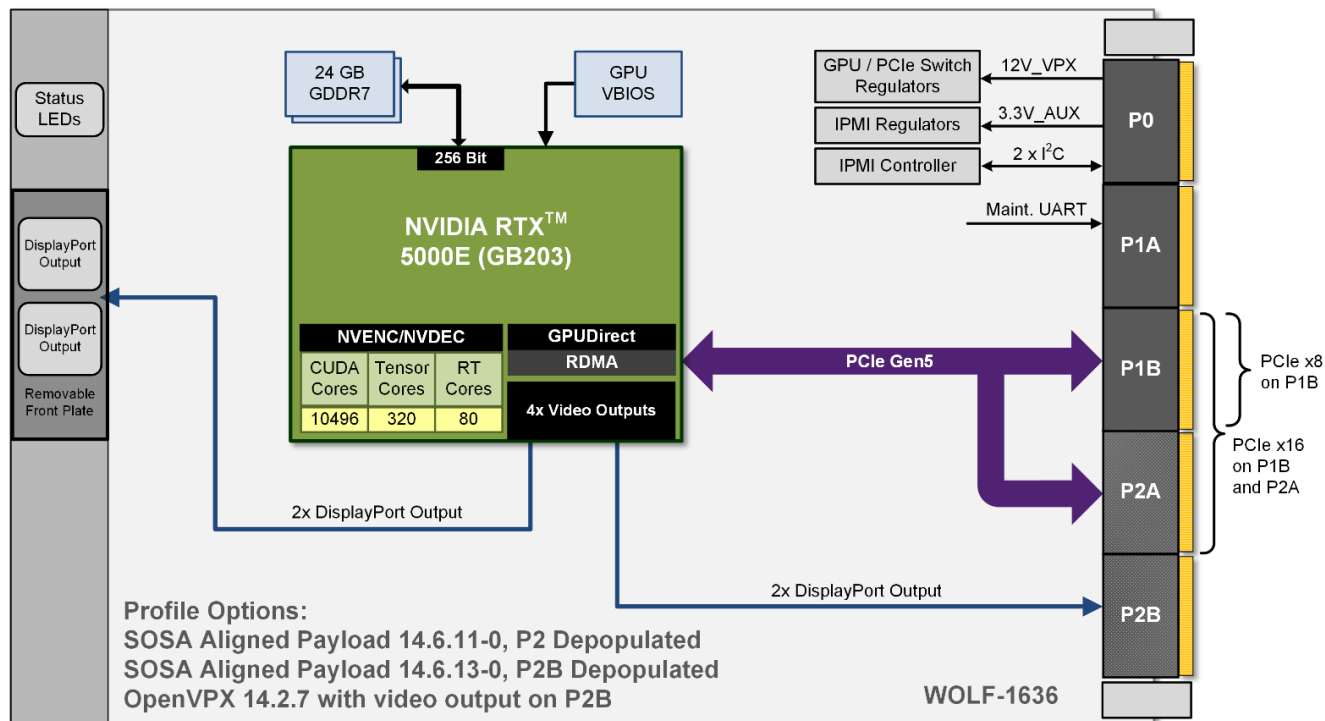 Status
LEDs
DisplayPort
Output
DisplayPort
Output
Removable
Front Plate
24 GB
GDDR7
GPU
VBIOS
256 Bit
NVIDIA RTX™
5000E (GB203)
NVENC/NVDEC
CUDA
Cores
Tensor
Cores
RT
Cores
10496
320
80
GPUDirect
RDMA
4x Video Outputs
GPU / PCIe Switch
Regulators
12V_VPX
IPMI Regulators
3.3V_AUX
IPMI Controller
2 x I²C
Maint. UART
PCIe Gen5
P0
P1A
P1B
P2A
P2B
PCIe x8
on P1B
PCIe x16
on P1B
and P2A
2x DisplayPort Output
2x DisplayPort Output
Profile Options:
SOSA Aligned Payload 14.6.11-0, P2 Depopulated
SOSA Aligned Payload 14.6.13-0, P2B Depopulated
OpenVPX 14.2.7 with video output on P2B
WOLF-1636